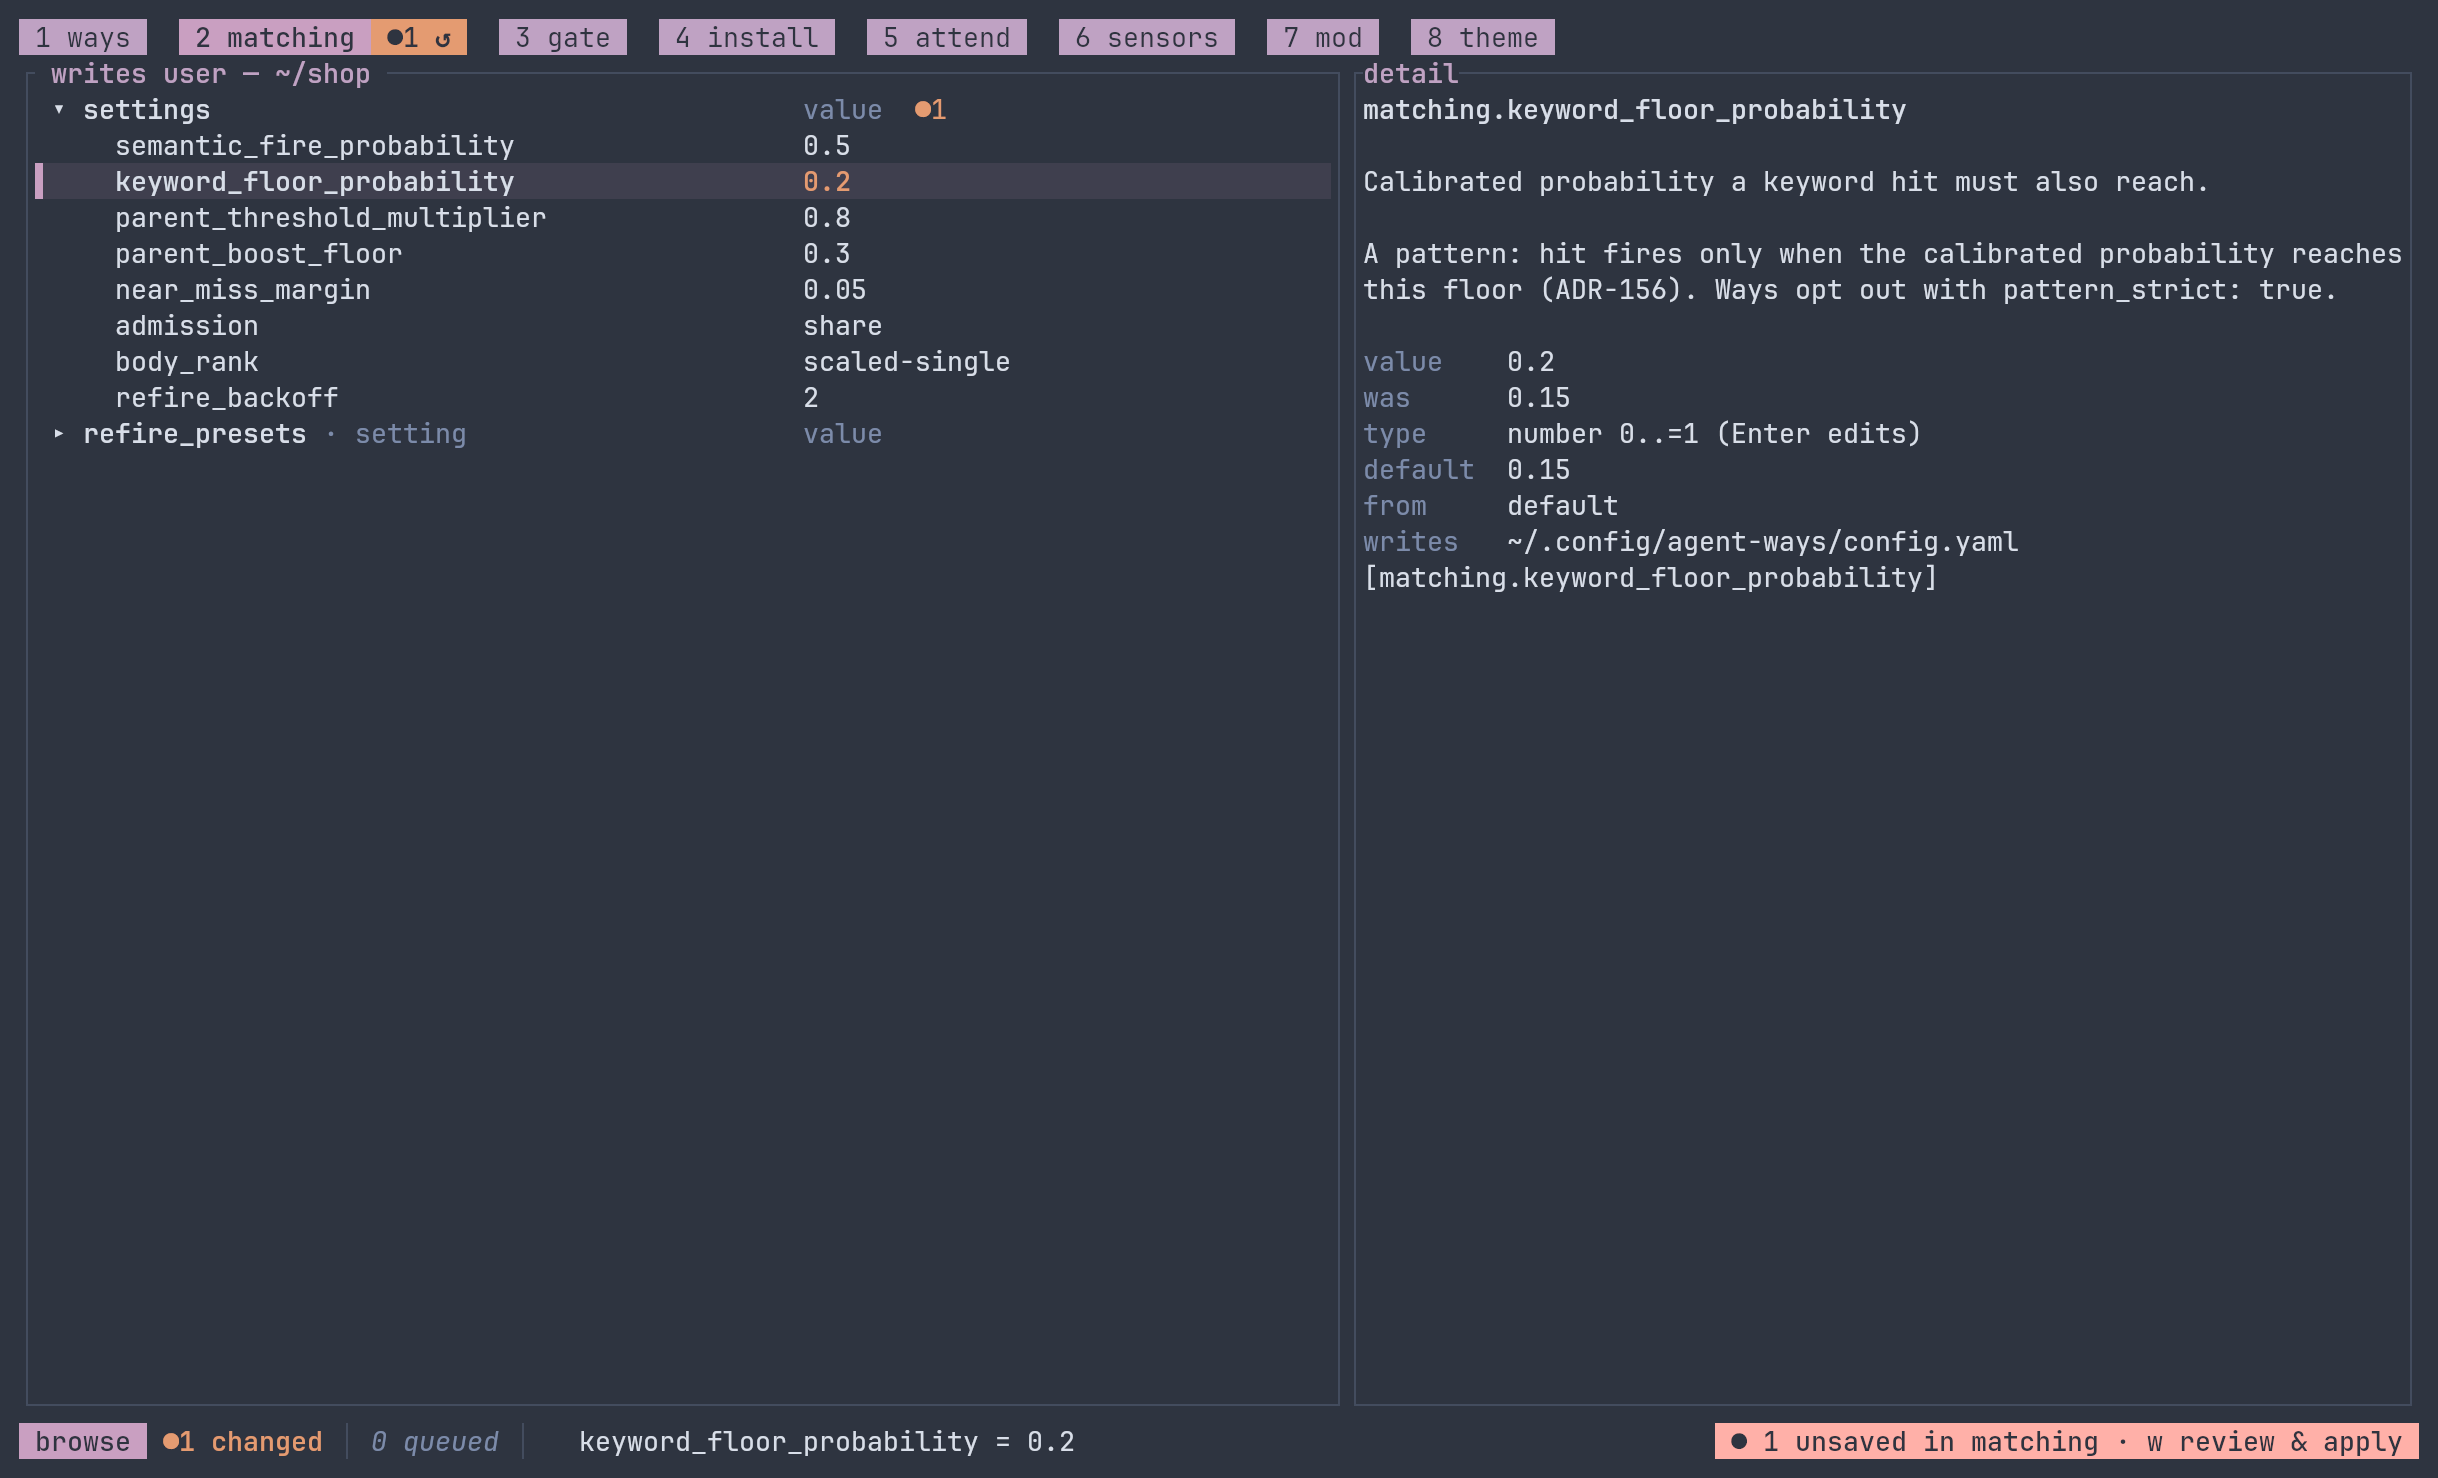 1 ways 2 matching ●1 ↺ 3 gate 4 install 5 attend 6 sensors 7 mod 8 theme
writes user — ~/shop
▾ settings value ●1
semantic_fire_probability 0.5
keyword_floor_probability 0.2
parent_threshold_multiplier 0.8
parent_boost_floor 0.3
near_miss_margin 0.05
admission share
body_rank scaled-single
refire_backoff 2
▸ refire_presets · setting value
detail
matching.keyword_floor_probability
Calibrated probability a keyword hit must also reach.
A pattern: hit fires only when the calibrated probability reaches
this floor (ADR-156). Ways opt out with pattern_strict: true.
value 0.2
was 0.15
type number 0..=1 (Enter edits)
default 0.15
from default
writes ~/.config/agent-ways/config.yaml
[matching.keyword_floor_probability]
browse ●1 changed │ 0 queued │ keyword_floor_probability = 0.2 ● 1 unsaved in matching · w review & apply